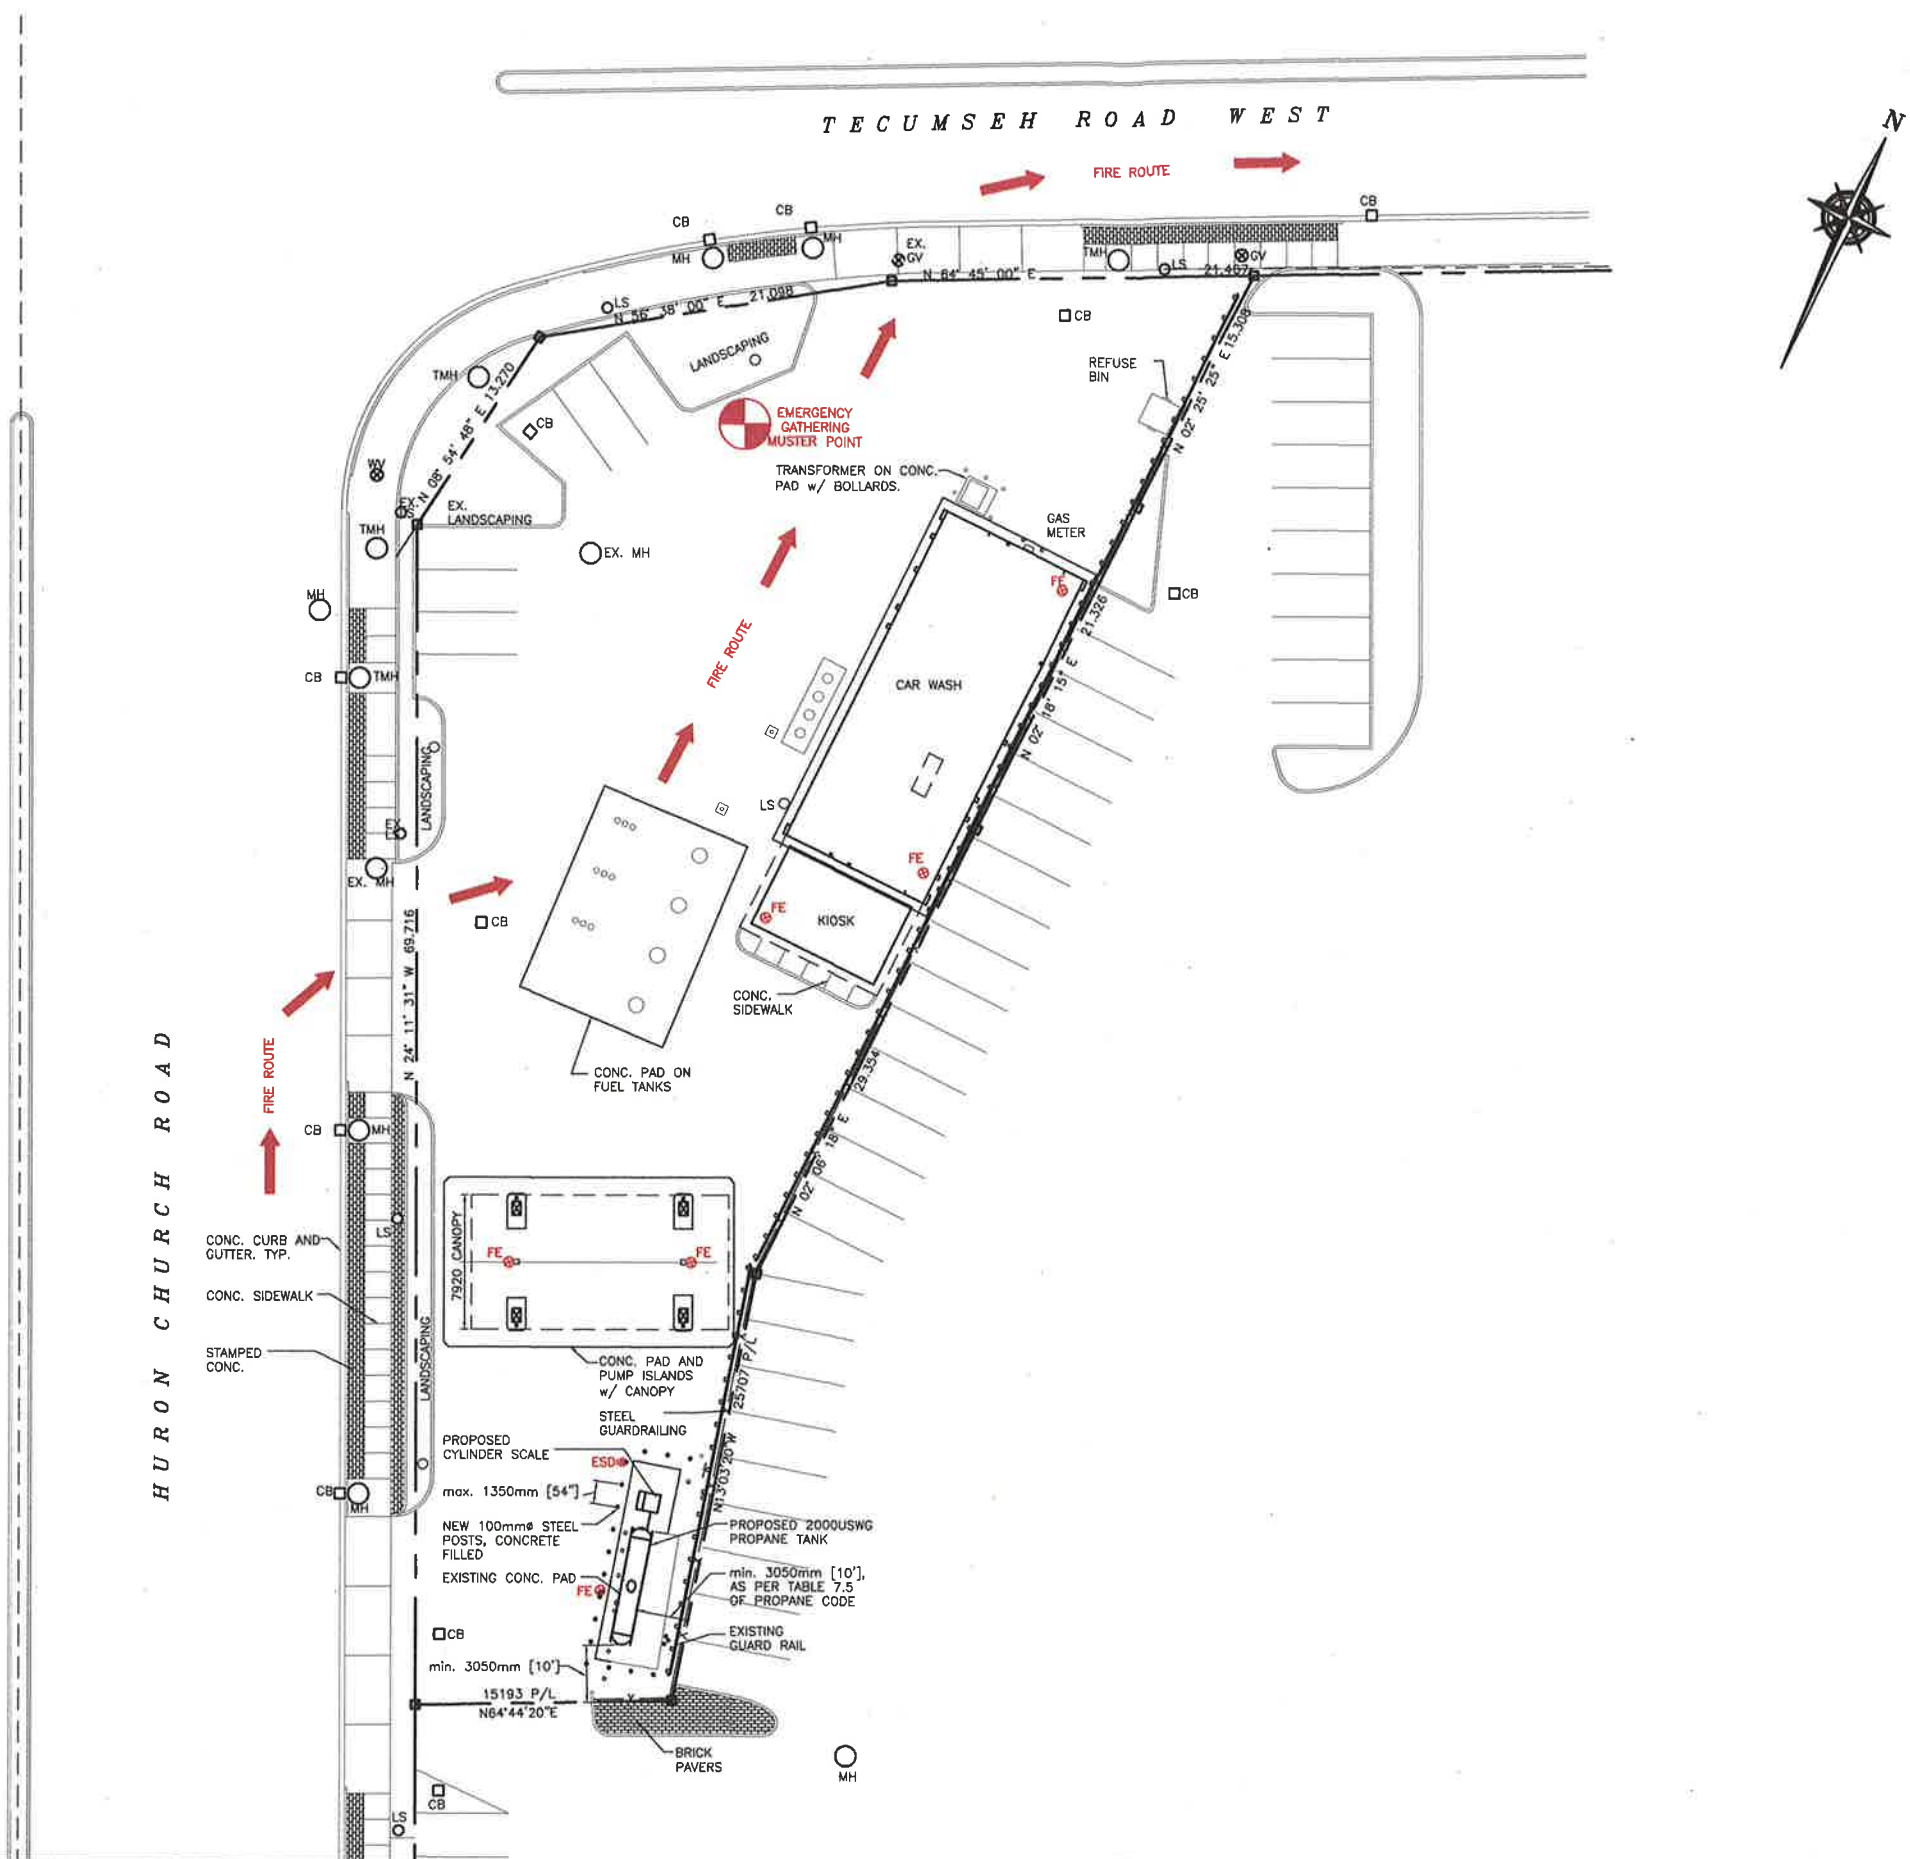 TECUMSEH ROAD WEST
N
FIRE ROUTE
CB
CB
CB
MH
MH
EX.
GV
TMH
LS
GV
N 64° 45' 00" E
21.467
LS
N 56° 38' 00" E 21.098
CB
LANDSCAPING
REFUSE
BIN
N 02° 25' 25" E 15.308
TMH
N 08° 54' 48" E 13.270
CB
EMERGENCY
GATHERING
MUSTER POINT
WV
TRANSFORMER ON CONC.
PAD w/ BOLLARDS.
EX.
LANDSCAPING
TMH
GAS
METER
EX. MH
FE
MH
CB
N 02° 18' 15" E 21.326
FIRE ROUTE
CB
TMH
CAR WASH
LANDSCAPING
LS
EX.
EX. MH
FE
FE
KIOSK
CB
N 24° 11' 31" W 69.716
CONC.
SIDEWALK
HURON CHURCH ROAD
FIRE ROUTE
CONC. PAD ON
FUEL TANKS
N 02° 06' 18" E 29.354
CB
MH
LS
CONC. CURB AND
GUTTER. TYP.
7920 CANOPY
FE
FE
CONC. SIDEWALK
STAMPED
CONC.
LANDSCAPING
CONC. PAD AND
PUMP ISLANDS
w/ CANOPY
N13°03'20"W 25707 P/L
STEEL
GUARDRAILING
PROPOSED
CYLINDER SCALE
ESD
max. 1350mm [54"]
CB
MH
NEW 100mmø STEEL
POSTS, CONCRETE
FILLED
PROPOSED 2000USWG
PROPANE TANK
EXISTING CONC. PAD
FE
min. 3050mm [10'],
AS PER TABLE 7.5
OF PROPANE CODE
CB
EXISTING
GUARD RAIL
min. 3050mm [10']
15193 P/L
N64°44'20"E
BRICK
PAVERS
MH
CB
LS